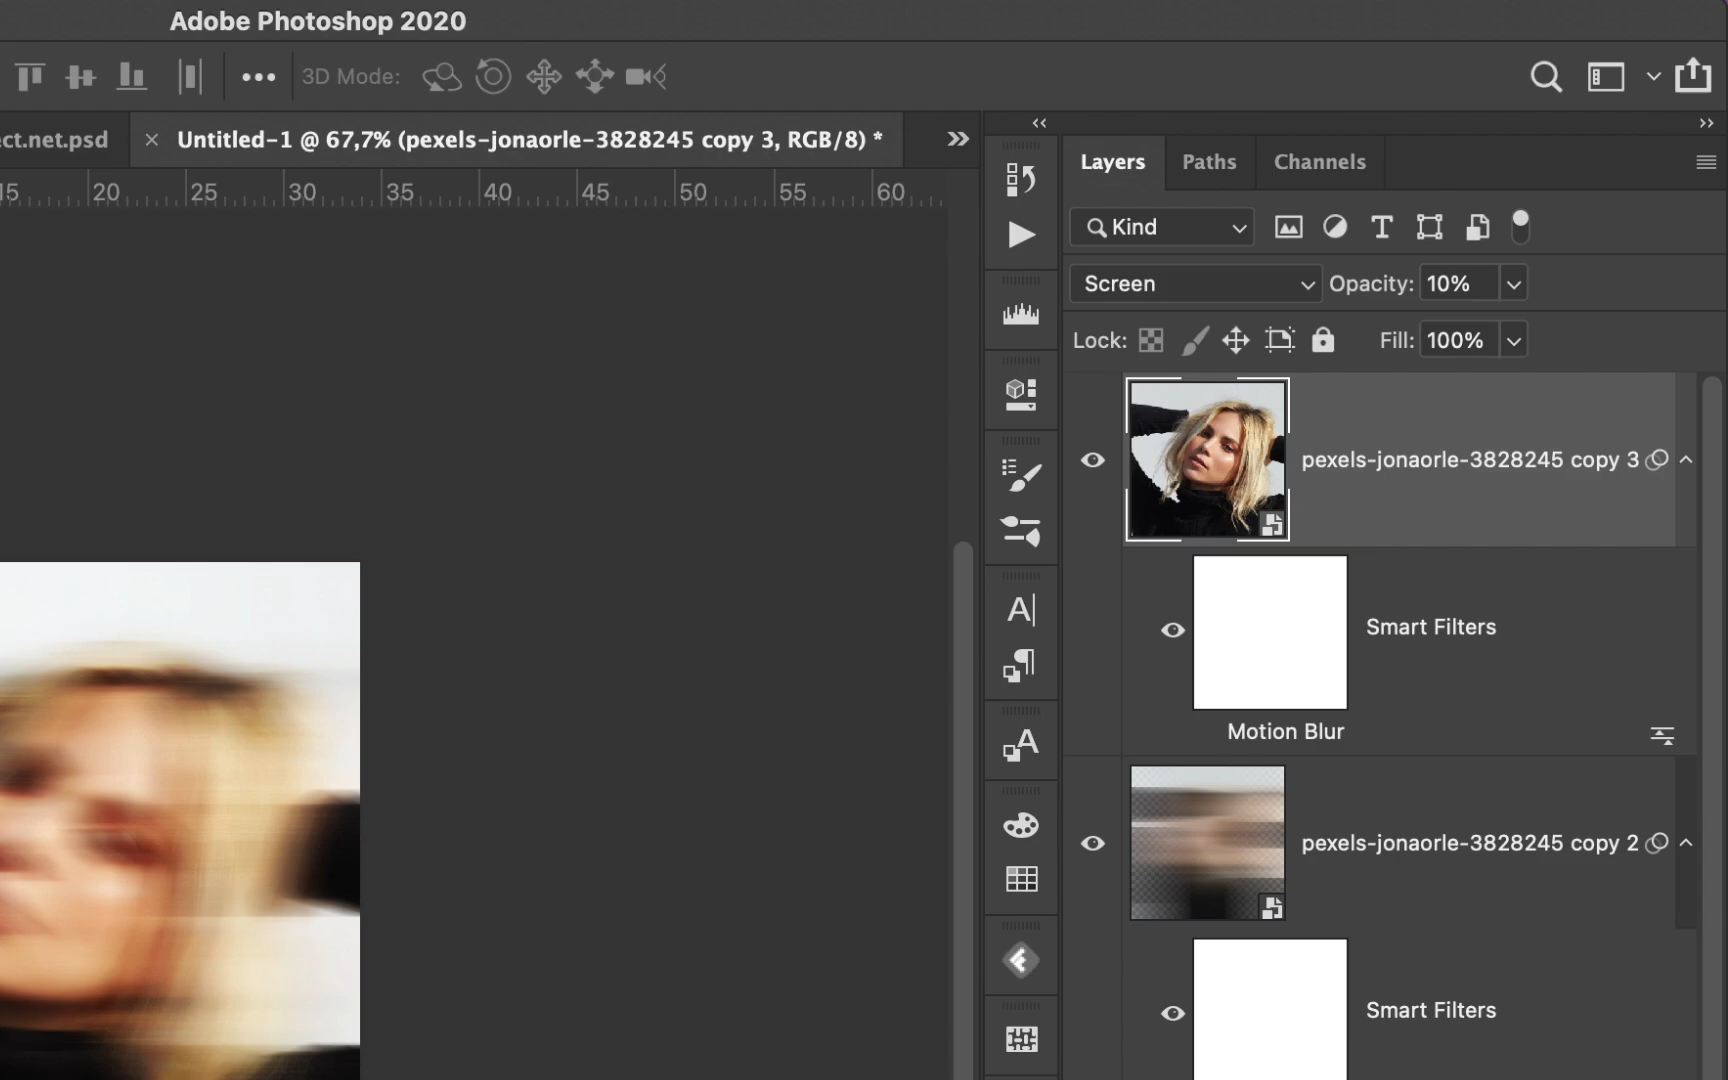 Adobe Photoshop 2020
3D Mode:
ct.net.psd
Untitled-1 @ 67,7% (pexels-jonaorle-3828245 copy 3, RGB/8) *
15 20 25 30 35 40 45 50 55 60
Layers Paths Channels
Kind
Screen Opacity: 10%
Lock: Fill: 100%
pexels-jonaorle-3828245 copy 3
Smart Filters
Motion Blur
pexels-jonaorle-3828245 copy 2
Smart Filters